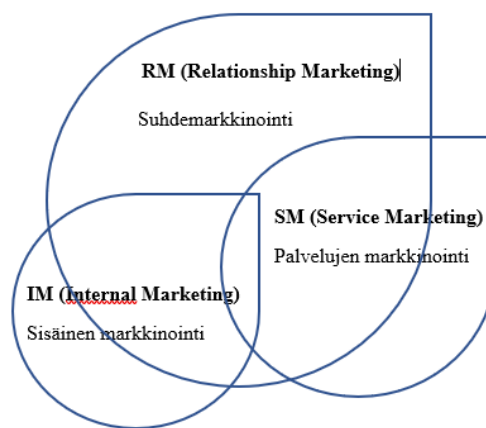 RM (Relationship Marketing)
Suhdemarkkinointi
SM (Service Marketing)
Palvelujen markkinointi
IM (Internal Marketing)
Sisäinen markkinointi